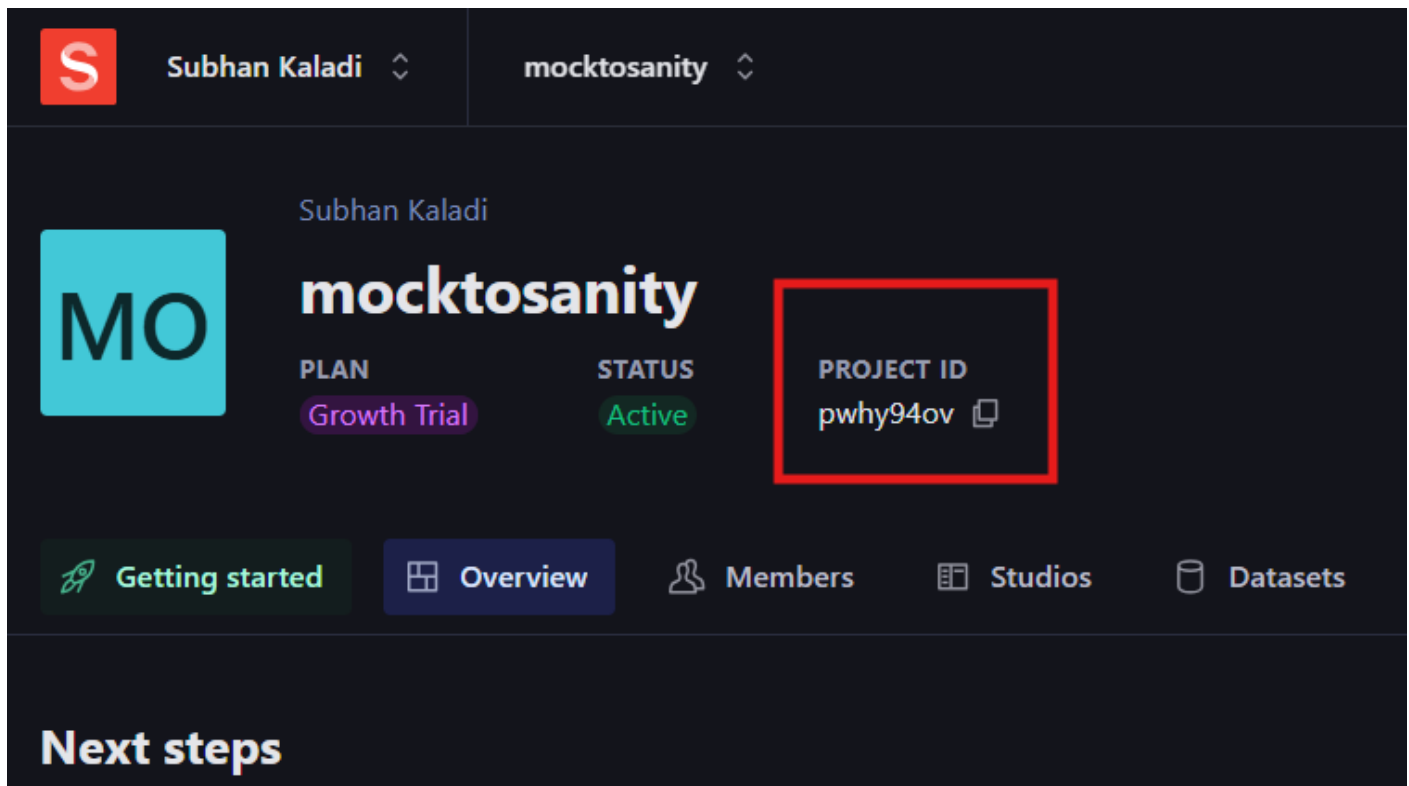 S
Subhan Kaladi
mocktosanity
Subhan Kaladi
MO
mocktosanity
PLAN
STATUS
PROJECT ID
Growth Trial
Active
pwhy94ov
Getting started
Overview
Members
Studios
Datasets
Next steps